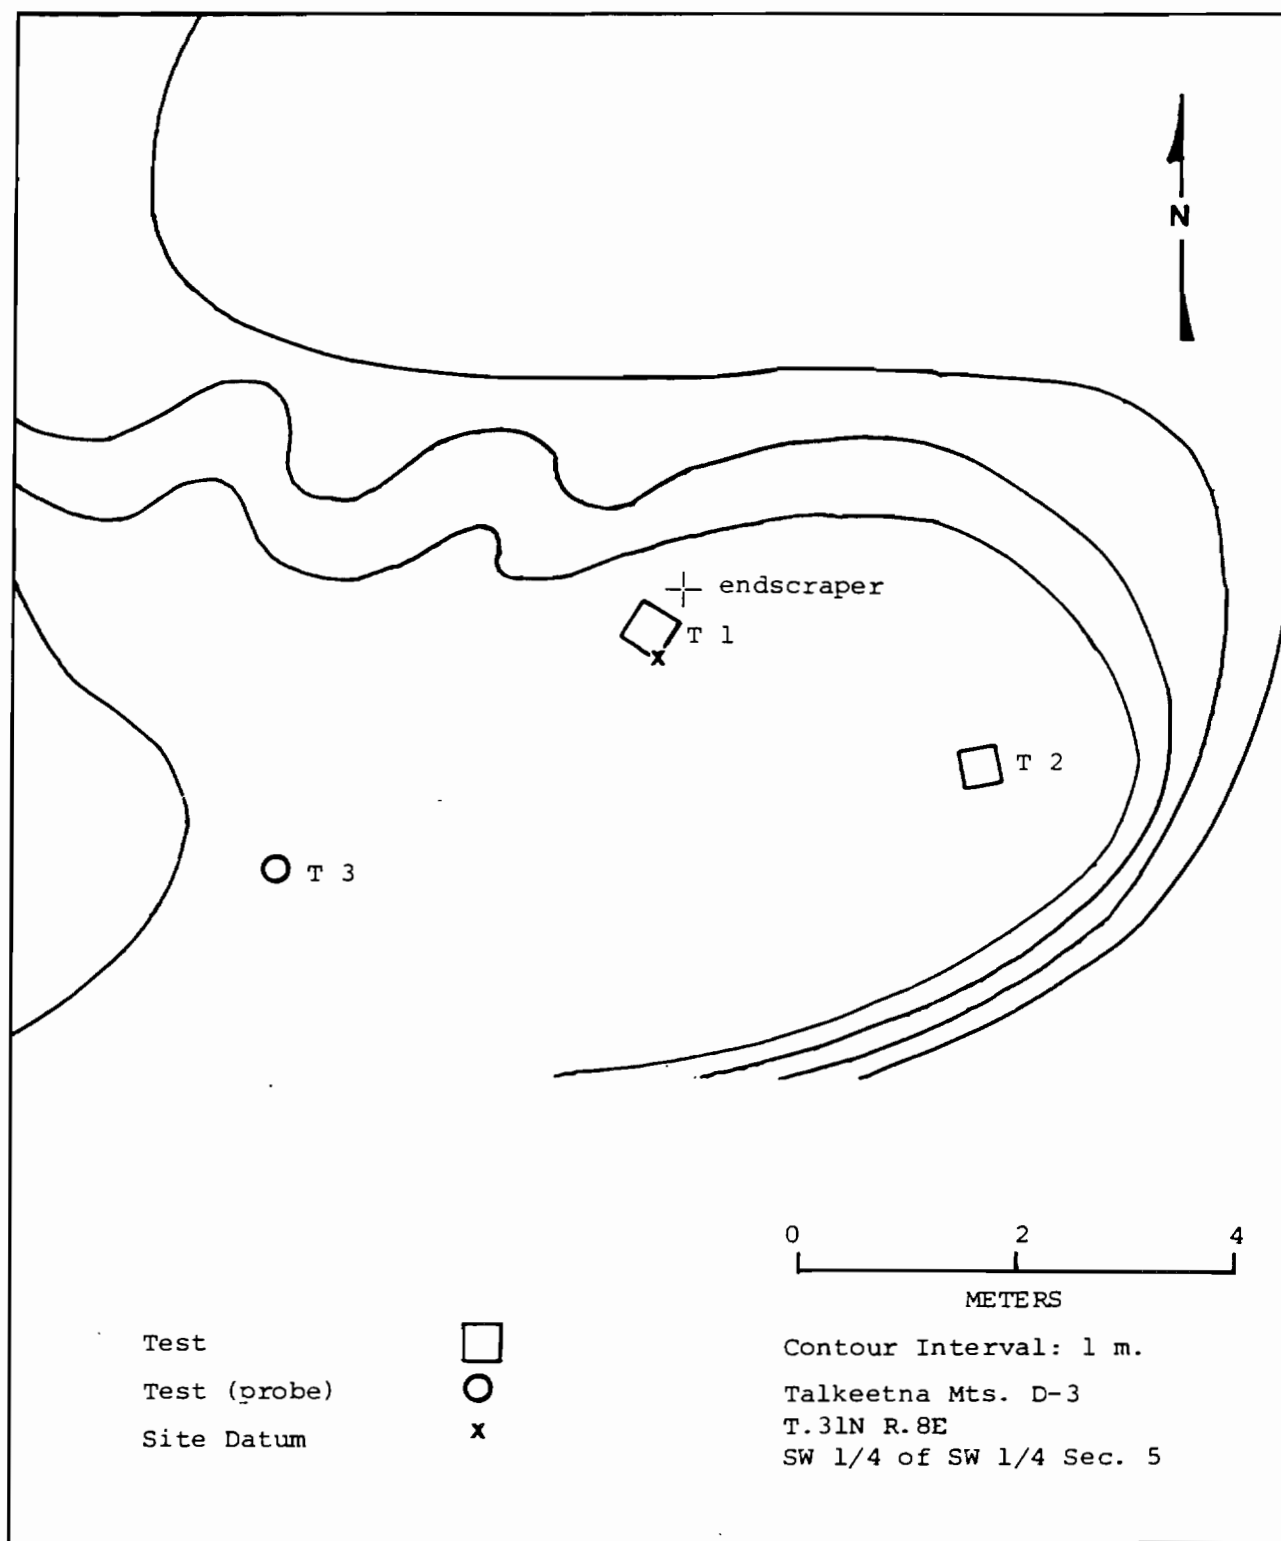 N
endscraper
T 1
T 2
T 3
0 2 4
METERS
Test
Test (probe)
Site Datum x
Contour Interval: 1 m.
Talkeetna Mts. D-3
T.31N R.8E
SW 1/4 of SW 1/4 Sec. 5